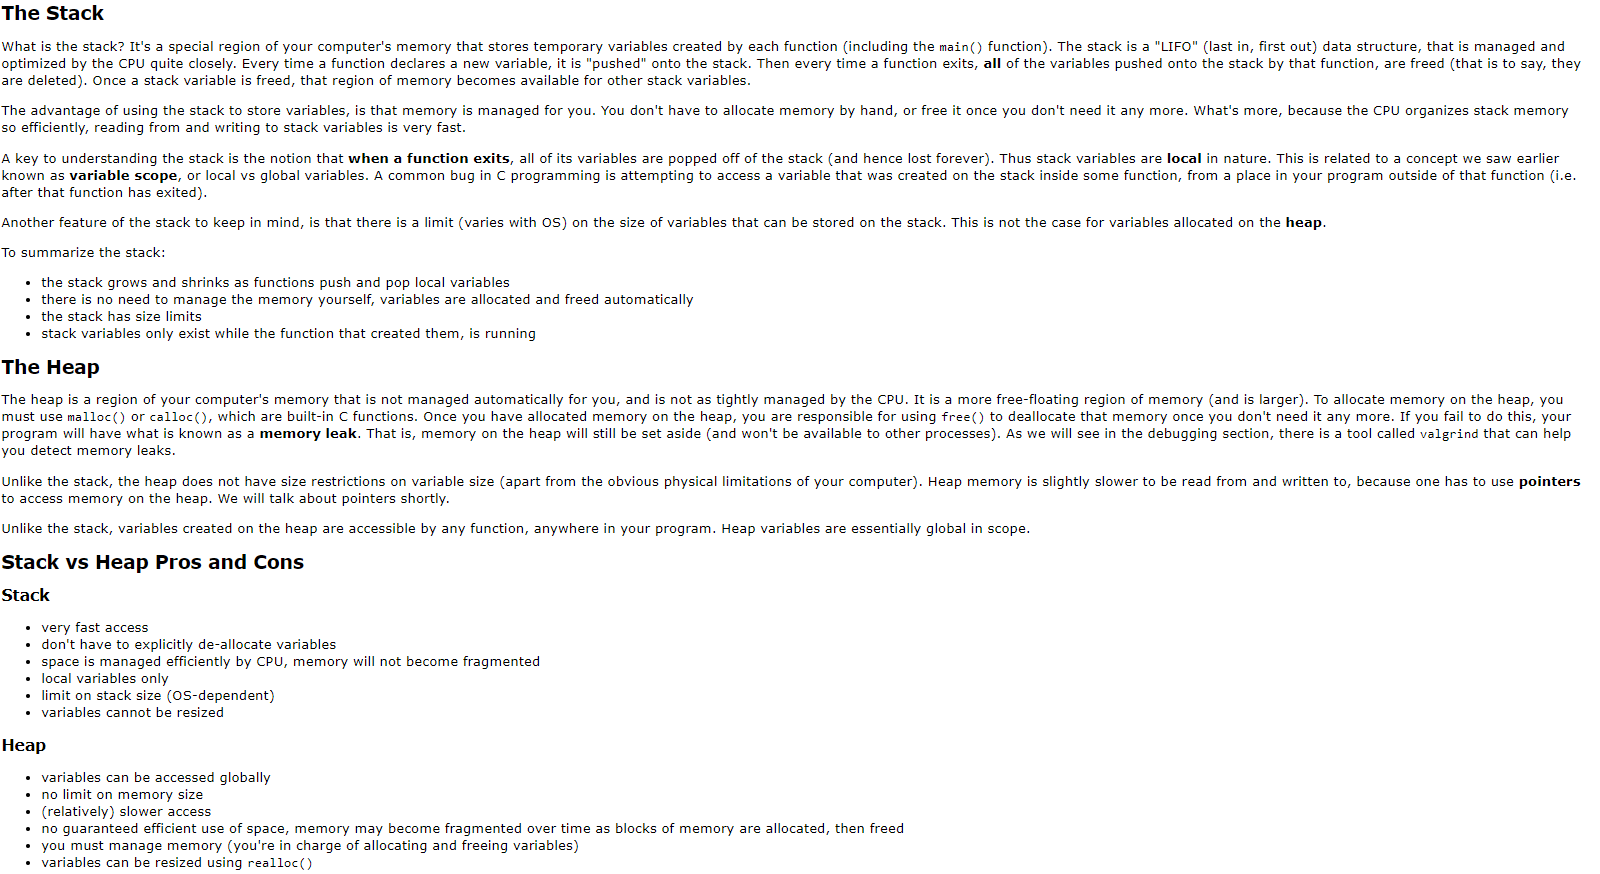 The Stack
What is the stack? It's a special region of your computer's memory that stores temporary variables created by each function (including the main() function). The stack is a "LIFO" (last in, first out) data structure, that is managed and
optimized by the CPU quite closely. Every time a function declares a new variable, it is "pushed" onto the stack. Then every time a function exits, all of the variables pushed onto the stack by that function, are freed (that is to say, they
are deleted). Once a stack variable is freed, that region of memory becomes available for other stack variables.
The advantage of using the stack to store variables, is that memory is managed for you. You don't have to allocate memory by hand, or free it once you don't need it any more. What's more, because the CPU organizes stack memory
so efficiently, reading from and writing to stack variables is very fast.
A key to understanding the stack is the notion that when a function exits, all of its variables are popped off of the stack (and hence lost forever). Thus stack variables are local in nature. This is related to a concept we saw earlier
known as variable scope, or local vs global variables. A common bug in C programming is attempting to access a variable that was created on the stack inside some function, from a place in your program outside of that function (i.e.
after that function has exited).
Another feature of the stack to keep in mind, is that there is a limit (varies with OS) on the size of variables that can be stored on the stack. This is not the case for variables allocated on the heap.
To summarize the stack:
• the stack grows and shrinks as functions push and pop local variables
• there is no need to manage the memory yourself, variables are allocated and freed automatically
• the stack has size limits
• stack variables only exist while the function that created them, is running
The Heap
The heap is a region of your computer's memory that is not managed automatically for you, and is not as tightly managed by the CPU. It is a more free-floating region of memory (and is larger). To allocate memory on the heap, you
must use malloc() or calloc(), which are built-in C functions. Once you have allocated memory on the heap, you are responsible for using free() to deallocate that memory once you don't need it any more. If you fail to do this, your
program will have what is known as a memory leak. That is, memory on the heap will still be set aside (and won't be available to other processes). As we will see in the debugging section, there is a tool called valgrind that can help
you detect memory leaks.
Unlike the stack, the heap does not have size restrictions on variable size (apart from the obvious physical limitations of your computer). Heap memory is slightly slower to be read from and written to, because one has to use pointers
to access memory on the heap. We will talk about pointers shortly.
Unlike the stack, variables created on the heap are accessible by any function, anywhere in your program. Heap variables are essentially global in scope.
Stack vs Heap Pros and Cons
Stack
• very fast access
• don't have to explicitly de-allocate variables
• space is managed efficiently by CPU, memory will not become fragmented
• local variables only
• limit on stack size (OS-dependent)
• variables cannot be resized
Heap
• variables can be accessed globally
• no limit on memory size
• (relatively) slower access
• no guaranteed efficient use of space, memory may become fragmented over time as blocks of memory are allocated, then freed
• you must manage memory (you're in charge of allocating and freeing variables)
• variables can be resized using realloc()